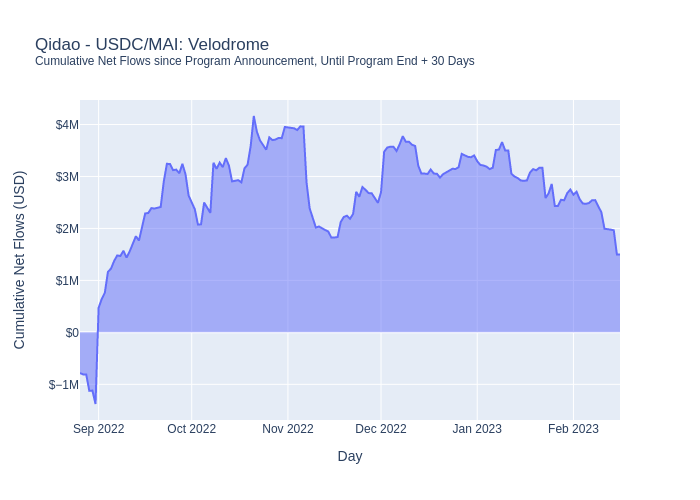 Qidao - USDC/MAI: Velodrome
Cumulative Net Flows since Program Announcement, Until Program End + 30 Days
Cumulative Net Flows (USD)
$4M
$3M
$2M
$1M
$0
$−1M
Sep 2022 Oct 2022 Nov 2022 Dec 2022 Jan 2023 Feb 2023
Day